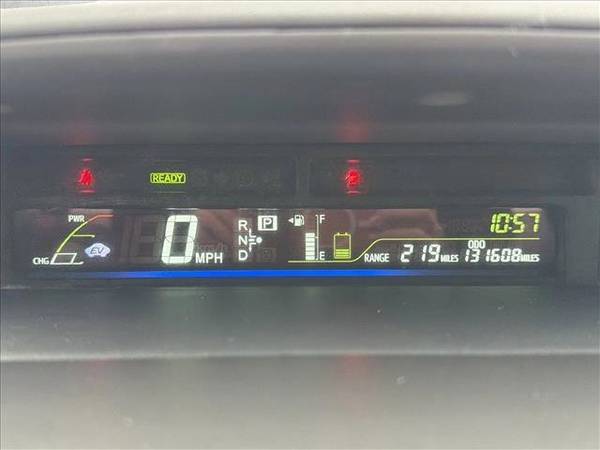 READY
PWR
CHG
EV
0 MPH
R
N
D
P
F
E
10:57
RANGE 219 MILES
ODO
131608 MILES